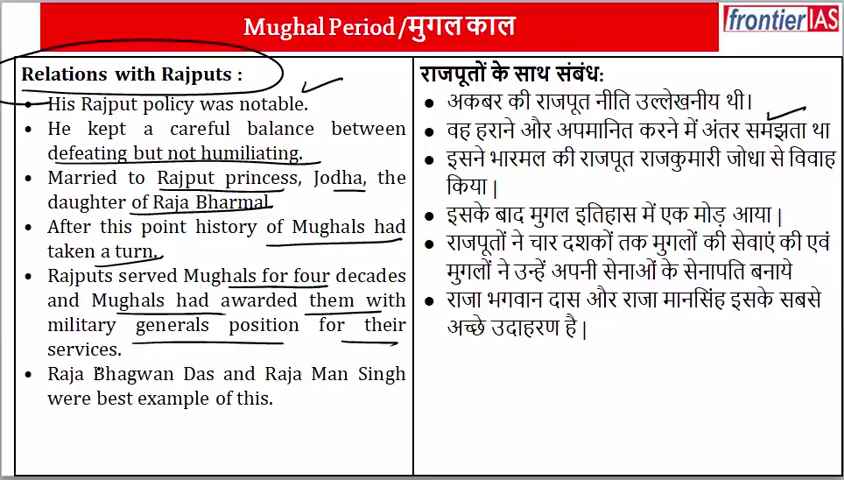 Mughal Period /मुगल काल
frontier IAS
Relations with Rajputs :
• His Rajput policy was notable.
• He kept a careful balance between
defeating but not humiliating.
• Married to Rajput princess, Jodha, the
daughter of Raja Bharmal.
• After this point history of Mughals had
taken a turn.
• Rajputs served Mughals for four decades
and Mughals had awarded them with
military generals position for their
services.
• Raja Bhagwan Das and Raja Man Singh
were best example of this.
राजपूतों के साथ संबंध:
• अकबर की राजपूत नीति उल्लेखनीय थी।
• वह हराने और अपमानित करने में अंतर समझता था
• इसने भारमल की राजपूत राजकुमारी जोधा से विवाह
किया |
• इसके बाद मुगल इतिहास में एक मोड़ आया |
• राजपूतों ने चार दशकों तक मुगलों की सेवाएं की एवं
मुगलों ने उन्हें अपनी सेनाओं के सेनापति बनाये
• राजा भगवान दास और राजा मानसिंह इसके सबसे
अच्छे उदाहरण है |